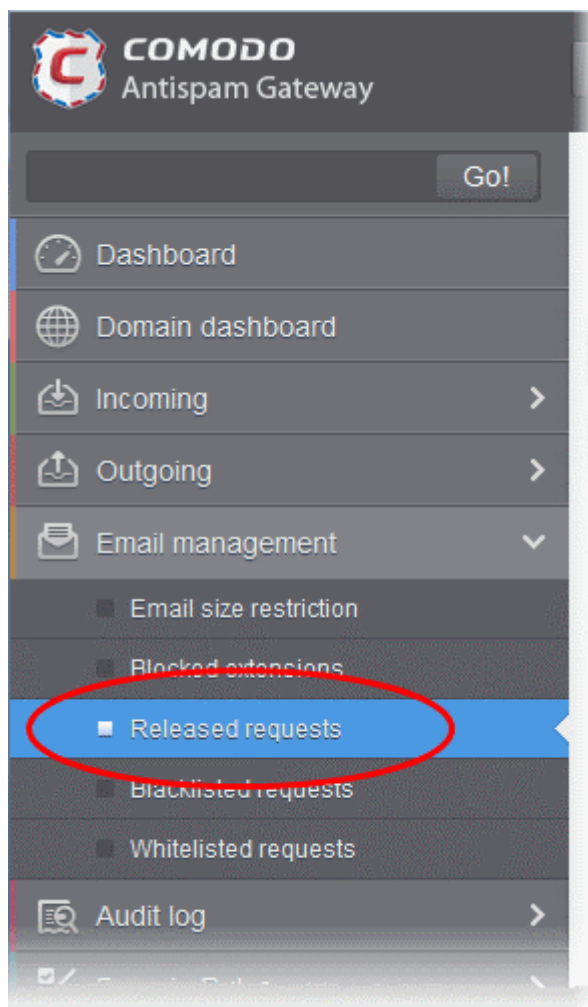 COMODO
Antispam Gateway
Go!
Dashboard
Domain dashboard
Incoming
Outgoing
Email management
Email size restriction
Blocked extensions
Released requests
Blacklisted requests
Whitelisted requests
Audit log